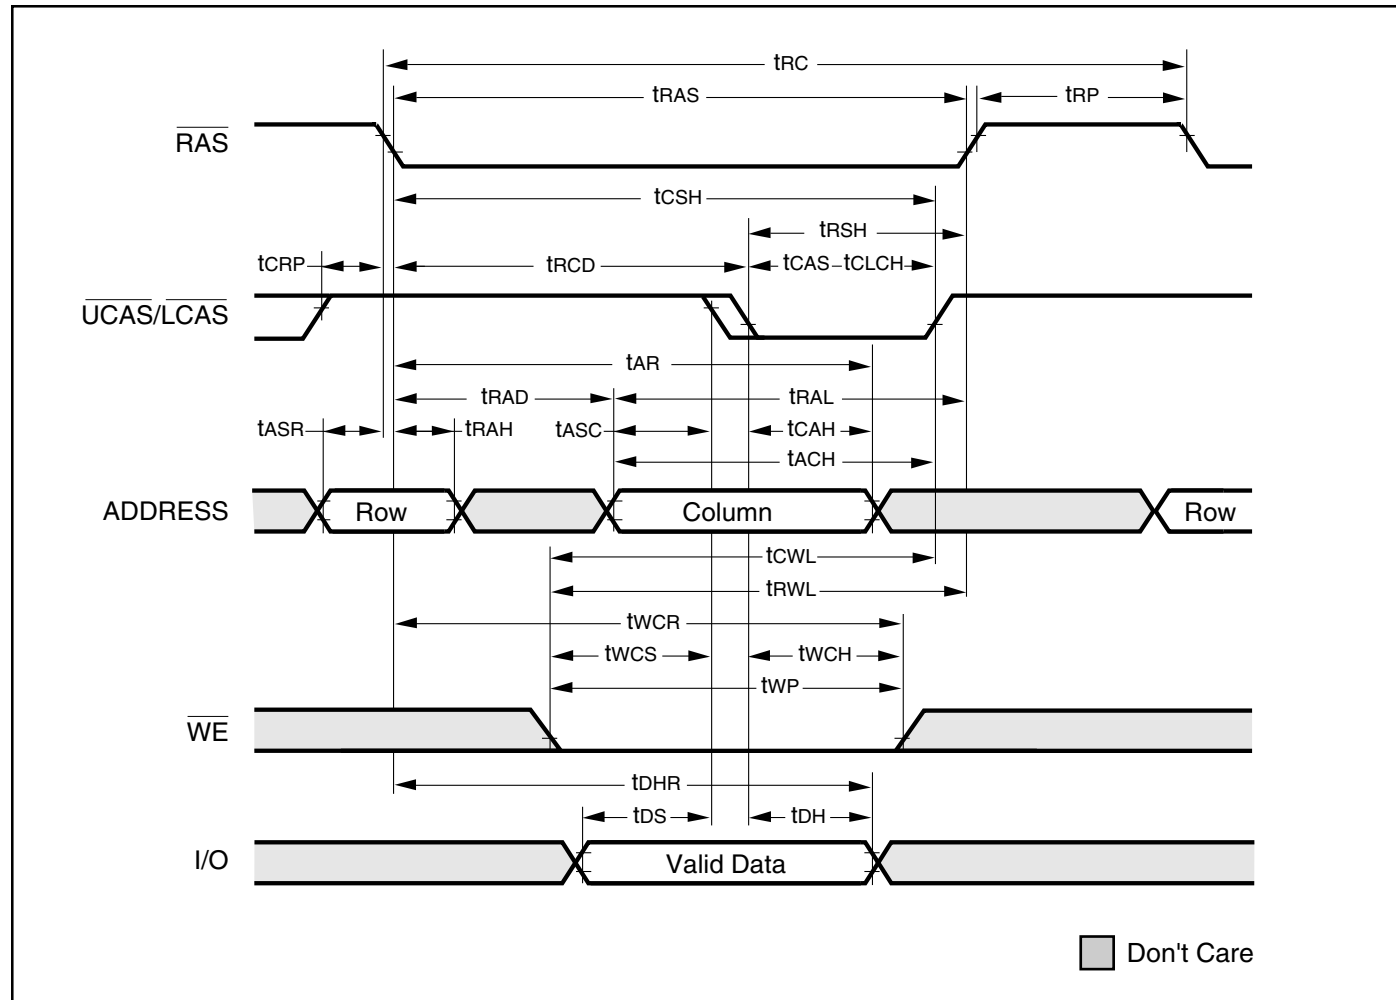 tRC
tRAS
tRP
RAS
tCSH
tRSH
tCRP
tRCD
tCAS tCLCH
UCAS/LCAS
tAR
tRAD
tRAL
tASR
tRAH
tASC
tCAH
tACH
ADDRESS
Row
Column
Row
tCWL
tRWL
tWCR
tWCS
tWCH
tWP
WE
tDHR
tDS
tDH
I/O
Valid Data
Don't Care